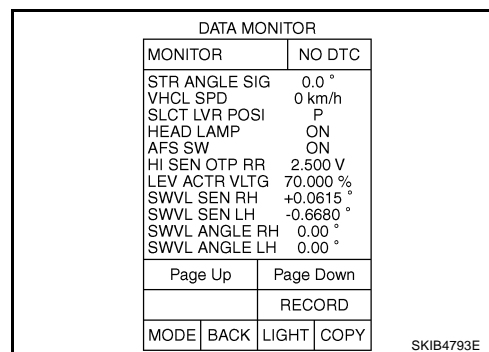 DATA MONITOR
MONITOR NO DTC
STR ANGLE SIG 0.0 °
VHCL SPD 0 km/h
SLCT LVR POSI P
HEAD LAMP ON
AFS SW ON
HI SEN OTP RR 2.500 V
LEV ACTR VLTG 70.000 %
SWVL SEN RH +0.0615 °
SWVL SEN LH -0.6680 °
SWVL ANGLE RH 0.00 °
SWVL ANGLE LH 0.00 °
Page Up Page Down
RECORD
MODE BACK LIGHT COPY
SKIB4793E